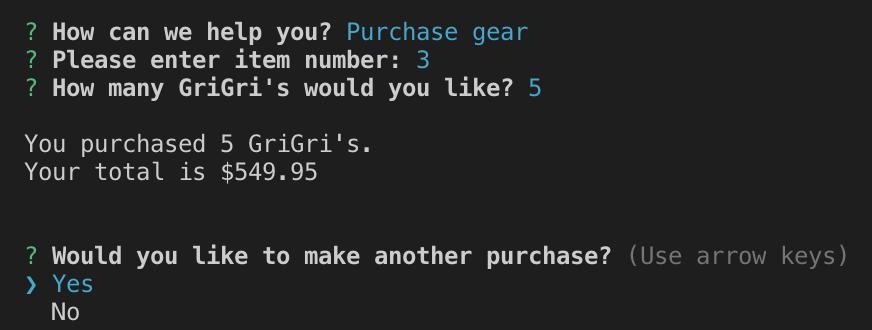 ? How can we help you? Purchase gear
? Please enter item number: 3
? How many GriGri's would you like? 5
You purchased 5 GriGri's.
Your total is $549.95
? Would you like to make another purchase? (Use arrow keys)
❯ Yes
No